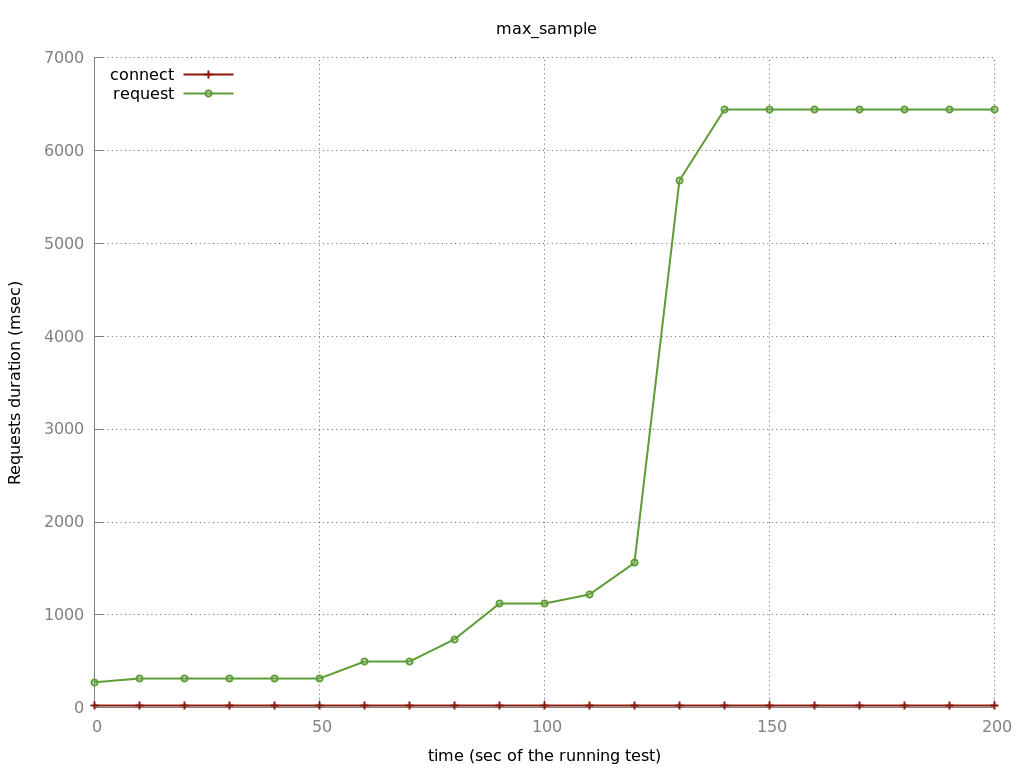 max_sample
7000
6000
5000
4000
3000
2000
1000
0
connect
request
Requests duration (msec)
0 50 100 150 200
time (sec of the running test)